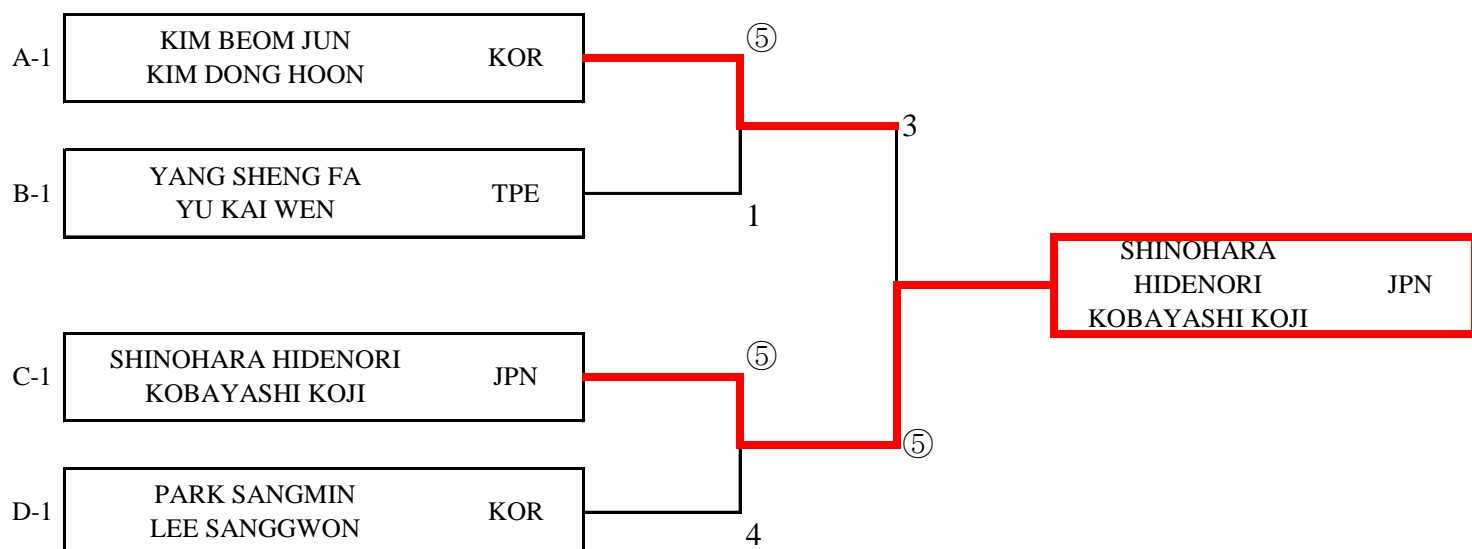 A-1
KIM BEOM JUN
KIM DONG HOON
KOR
⑤
B-1
YANG SHENG FA
YU KAI WEN
TPE
1
3
C-1
SHINOHARA HIDENORI
KOBAYASHI KOJI
JPN
⑤
D-1
PARK SANGMIN
LEE SANGGWON
KOR
4
⑤
SHINOHARA
HIDENORI
KOBAYASHI KOJI
JPN